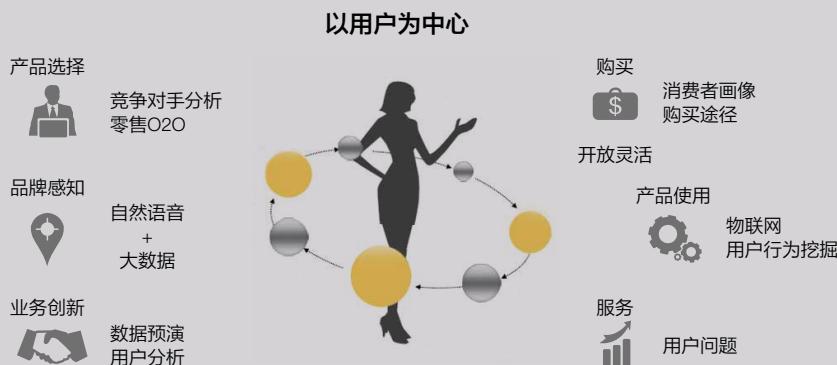 以用户为中心
产品选择
竞争对手分析
零售O2O
品牌感知
自然语音
+
大数据
业务创新
数据预演
用户分析
购买
$
消费者画像
购买途径
开放灵活
产品使用
物联网
用户行为挖掘
服务
用户问题